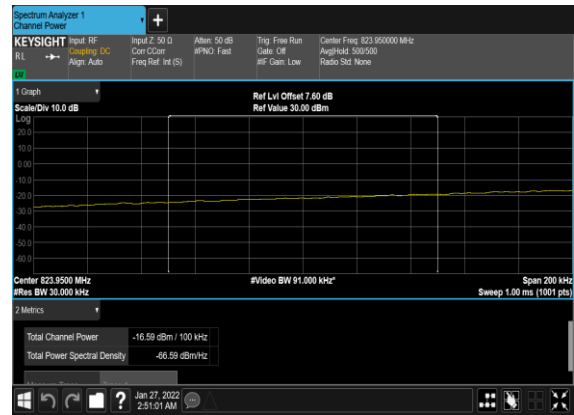 Spectrum Analyzer 1
Channel Power
+
KEYSIGHT Input: RF Input Z: 50 Ω Atten: 50 dB Trig: Free Run Center Freq: 823.950000 MHz
RL Coupling: DC Corr CCorr #PNO: Fast Gate: Off Avg|Hold: 500/500
Align: Auto Freq Ref: Int (S) #IF Gain: Low Radio Std: None
1 Graph
Ref Lvl Offset 7.60 dB
Scale/Div 10.0 dB Ref Value 30.00 dBm
Log
20.0
10.0
0.00
-10.0
-20.0
-30.0
-40.0
-50.0
-60.0
Center 823.9500 MHz #Video BW 91.000 kHz* Span 200 kHz
#Res BW 30.000 kHz Sweep 1.00 ms (1001 pts)
2 Metrics
Total Channel Power -16.59 dBm / 100 kHz
Total Power Spectral Density -66.59 dBm/Hz
? Jan 27, 2022
2:51:01 AM